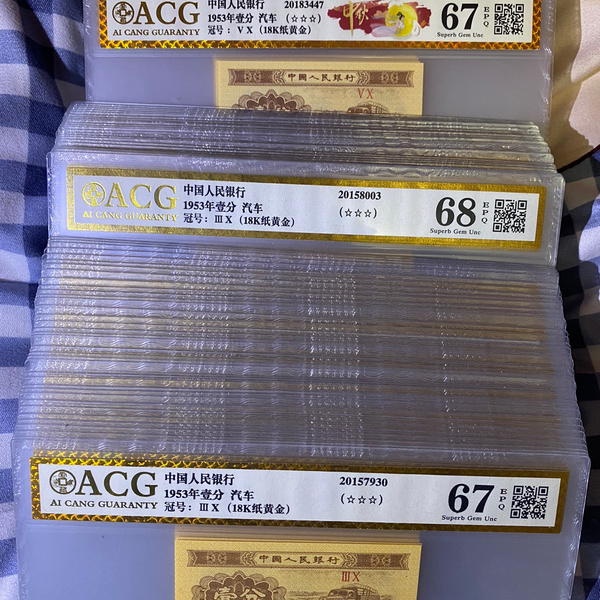 ACG
AI CANG GUARANTY
中国人民银行
20183447
1953年壹分 汽车 (☆☆☆)
冠号: V X (18K纸黄金)
67
EPQ
Superb Gem Unc
中国人民银行
V X
ACG
AI CANG GUARANTY
中国人民银行
1953年壹分 汽车
冠号: Ⅲ X (18K纸黄金)
20158003
(☆☆☆)
68
EPQ
Superb Gem Unc
ACG
AI CANG GUARANTY
中国人民银行
1953年壹分 汽车
冠号: Ⅲ X (18K纸黄金)
20157930
(☆☆☆)
67
EPQ
Superb Gem Unc
中国人民银行
Ⅲ X
壹分